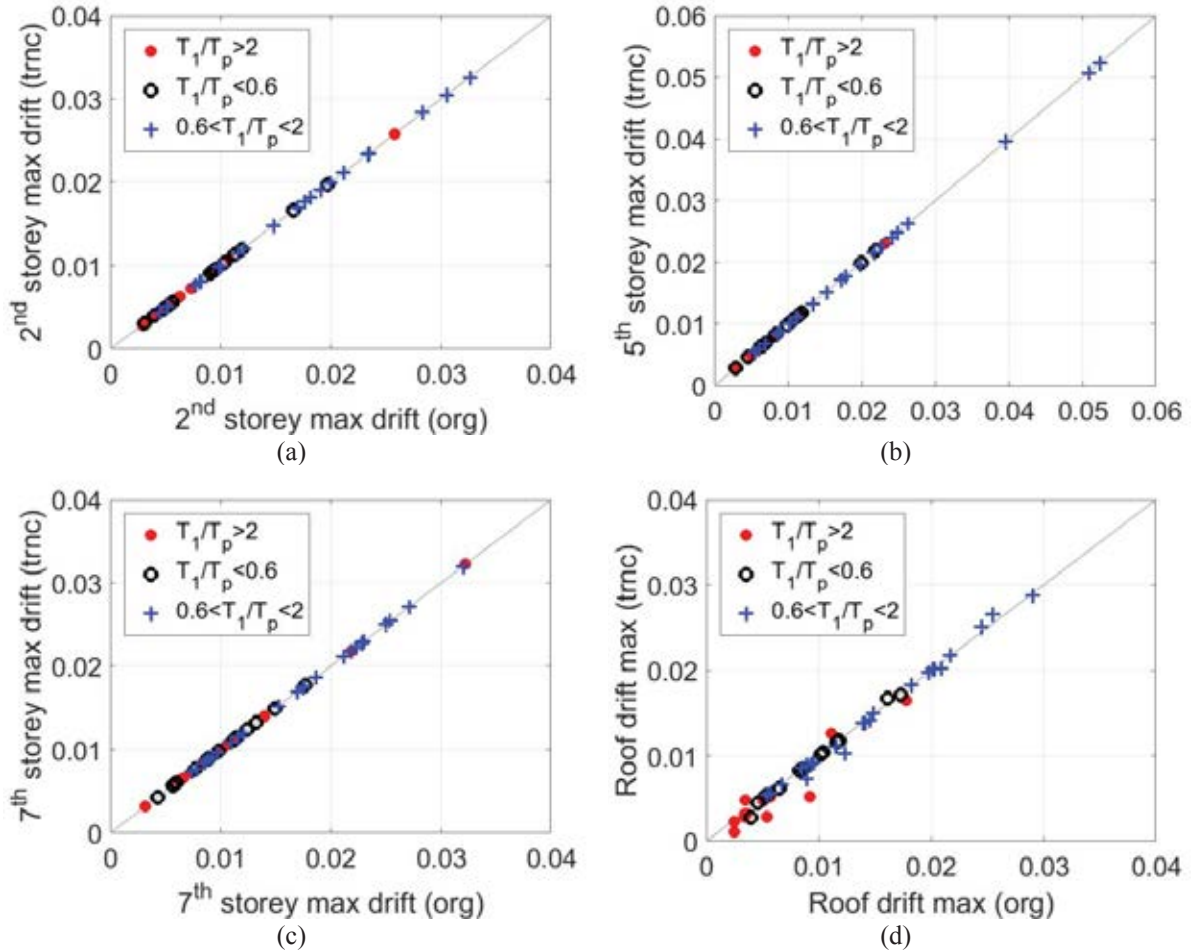 0.04
0.03
0.02
0.01
0
2nd storey max drift (trnc)
T1/Tp>2
T1/Tp<0.6
0.6<T1/Tp<2
0 0.01 0.02 0.03 0.04
2nd storey max drift (org)
(a)
0.06
0.05
0.04
0.03
0.02
0.01
0
5th storey max drift (trnc)
T1/Tp>2
T1/Tp<0.6
0.6<T1/Tp<2
0 0.01 0.02 0.03 0.04 0.05 0.06
(b)
0.04
0.03
0.02
0.01
0
7th storey max drift (trnc)
T1/Tp>2
T1/Tp<0.6
0.6<T1/Tp<2
0 0.01 0.02 0.03 0.04
7th storey max drift (org)
(c)
0.04
0.03
0.02
0.01
0
Roof drift max (trnc)
T1/Tp>2
T1/Tp<0.6
0.6<T1/Tp<2
0 0.01 0.02 0.03 0.04
Roof drift max (org)
(d)